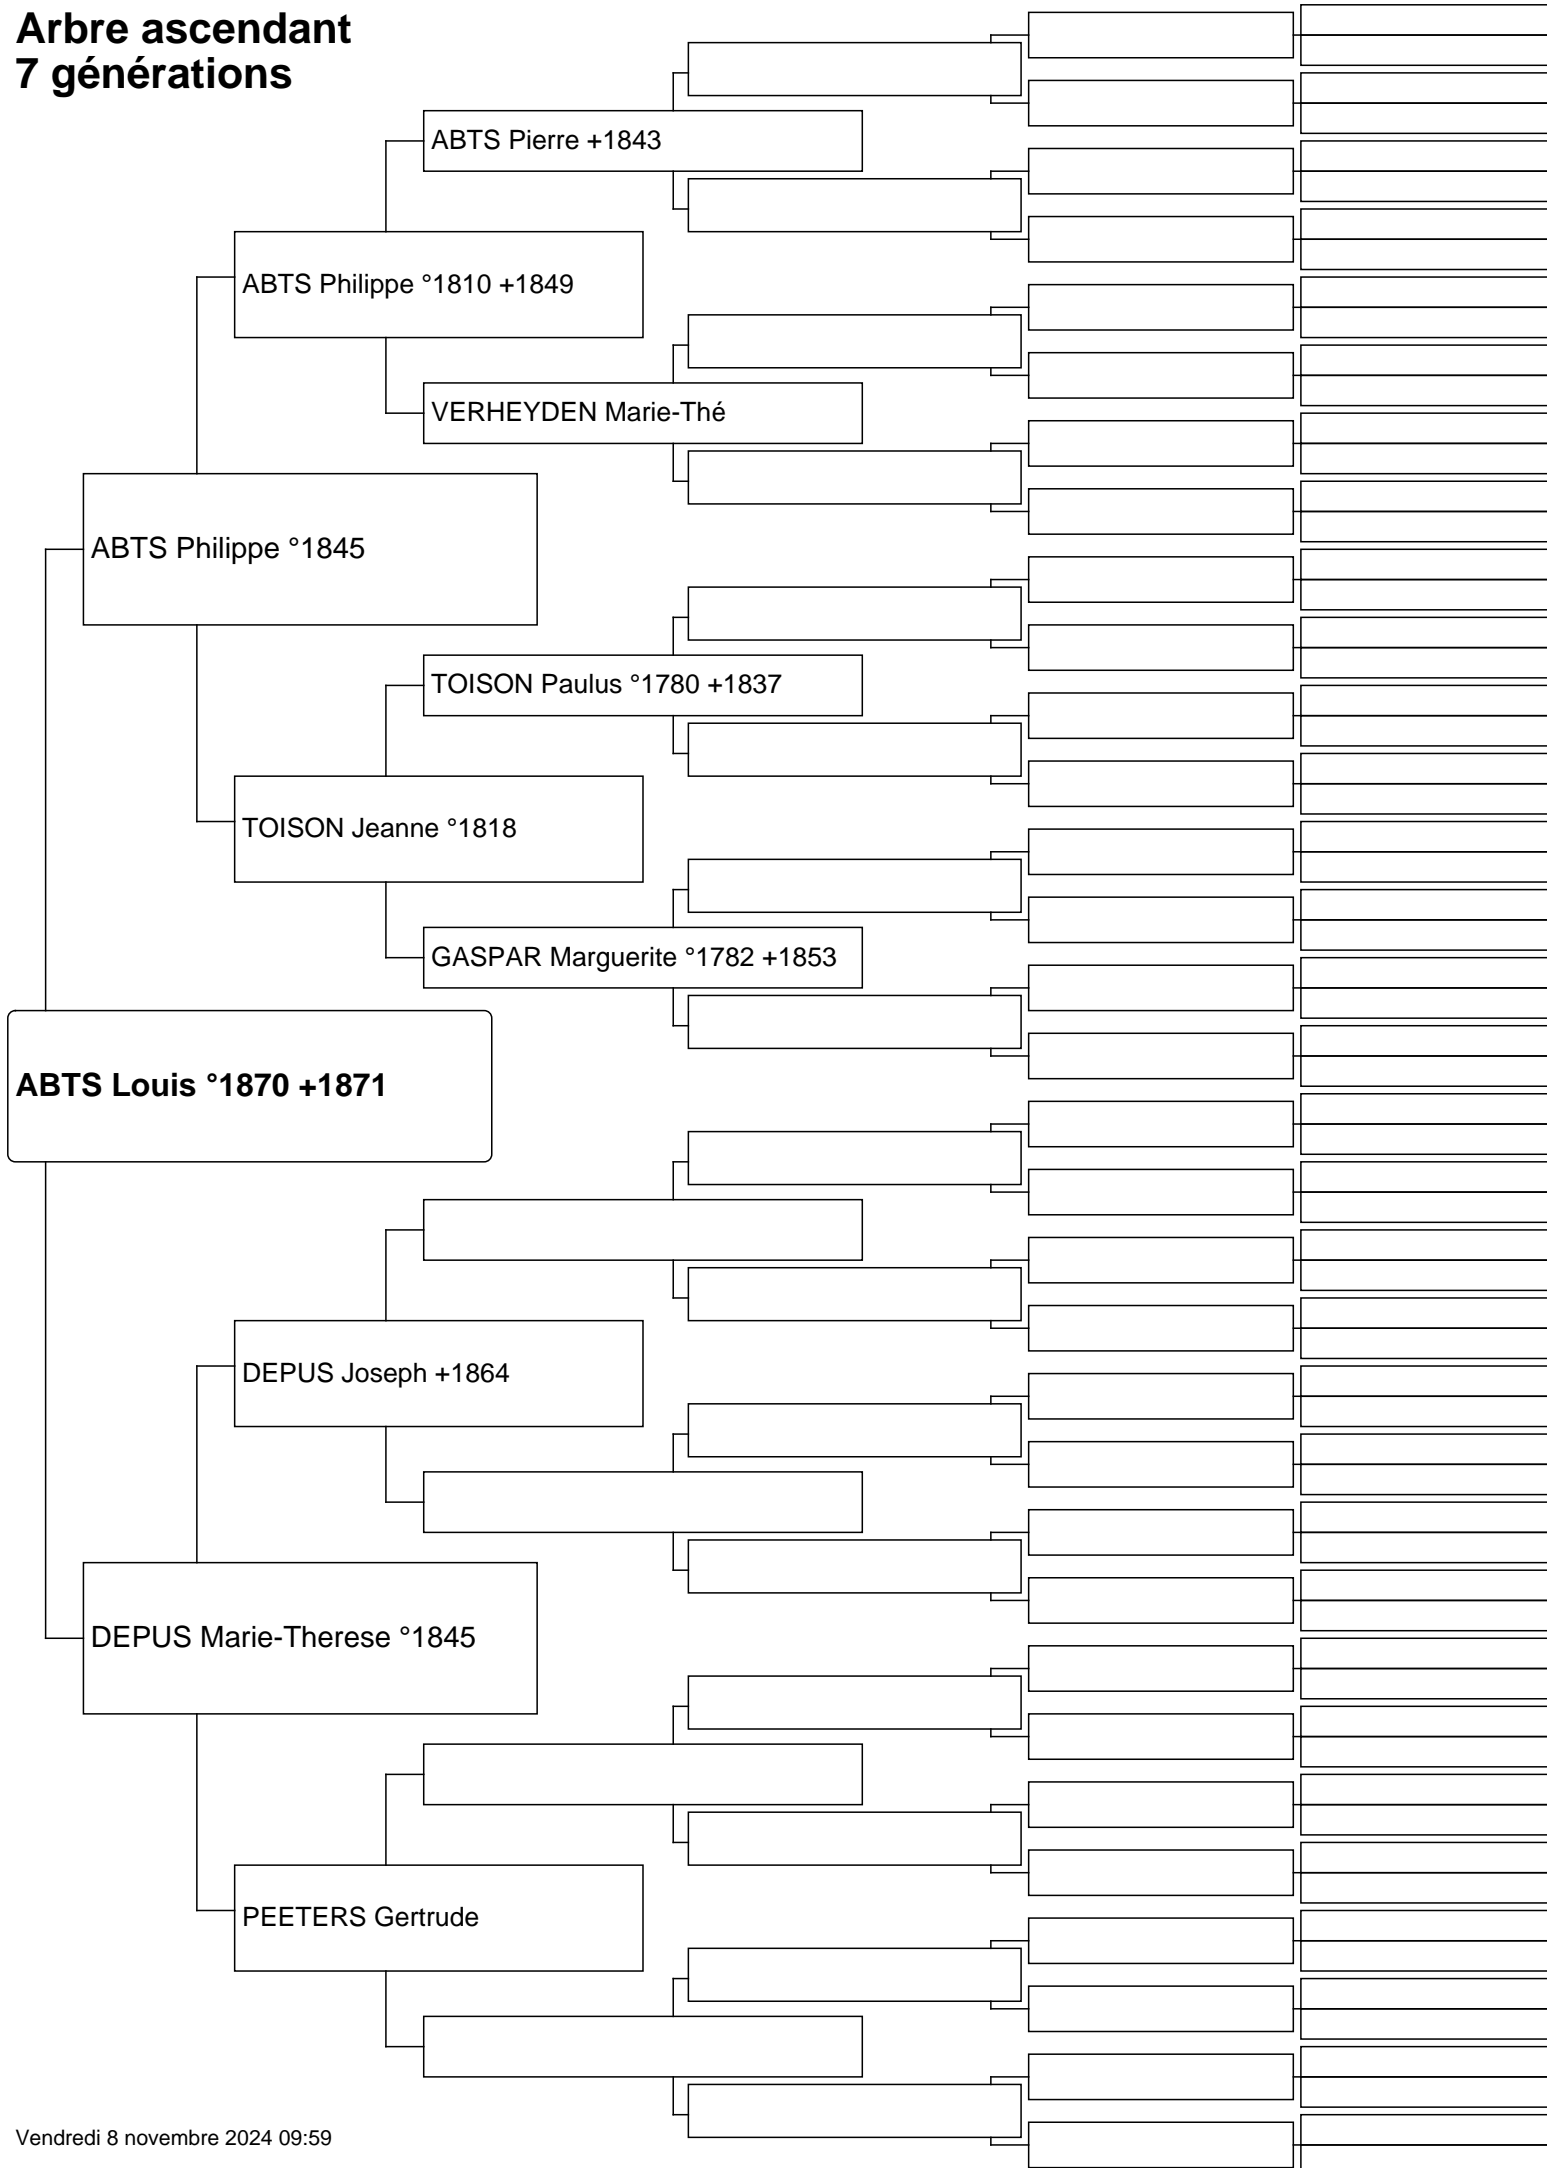 Arbre ascendant
7 générations
ABTS Pierre +1843
ABTS Philippe °1810 +1849
VERHEYDEN Marie-Thé
ABTS Philippe °1845
TOISON Paulus °1780 +1837
TOISON Jeanne °1818
GASPAR Marguerite °1782 +1853
ABTS Louis °1870 +1871
DEPUS Joseph +1864
DEPUS Marie-Therese °1845
PEETERS Gertrude
Vendredi 8 novembre 2024 09:59